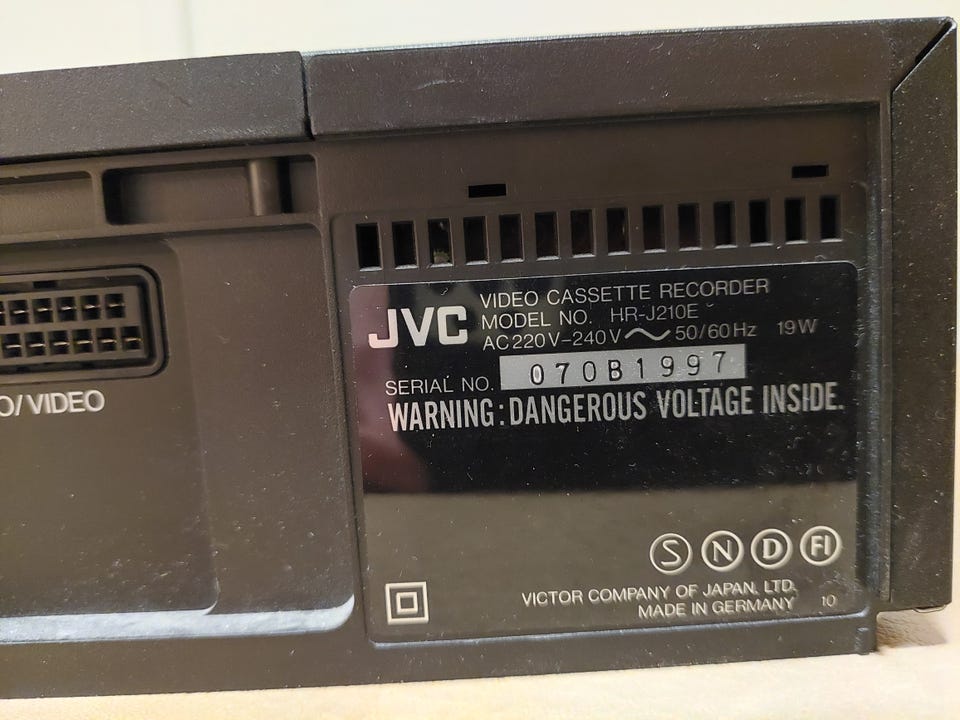 JVC
VIDEO CASSETTE RECORDER
MODEL NO. HR-J210E
AC 220V-240V~50/60Hz 19W
SERIAL NO. 070B1997
WARNING: DANGEROUS VOLTAGE INSIDE.
O/VIDEO
S N D FI
VICTOR COMPANY OF JAPAN, LTD.
MADE IN GERMANY 10